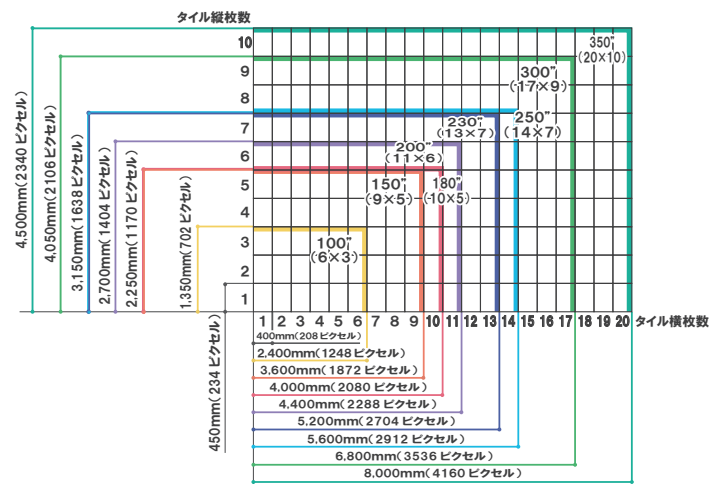 タイル縦枚数
10
9
8
7
6
5
4
3
2
1
350"
(20×10)
300"
(17×9)
250"
(14×7)
230"
(13×7)
200"
(11×6)
180"
(10×5)
150"
(9×5)
100"
(6×3)
4.500mm(2340 ピクセル)
4,050mm(2106 ピクセル)
3.150mm(1638 ピクセル)
2.700mm(1404 ピクセル)
2.250mm(1170 ピクセル)
1.350mm(702 ピクセル)
450mm(234 ピクセル)
1 2 3 4 5 6 7 8 9 10 11 12 13 14 15 16 17 18 19 20 タイル横枚数
400mm(208ピクセル)
2.400mm(1248ピクセル)
3.600mm(1872 ピクセル)
4.000mm(2080 ピクセル)
4.400mm(2288 ピクセル)
5.200mm(2704 ピクセル)
5.600mm(2912 ピクセル)
6.800mm(3536 ピクセル)
8.000mm(4160 ピクセル)